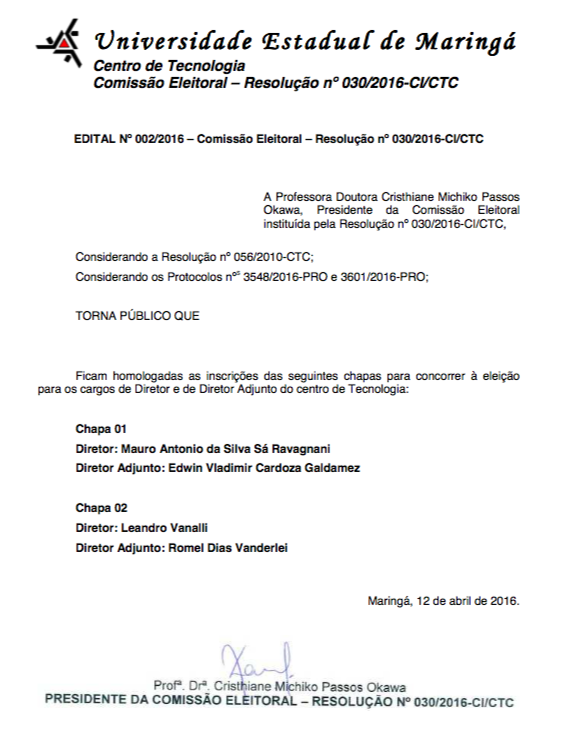 Universidade Estadual de Maringá
Centro de Tecnologia
Comissão Eleitoral – Resolução nº 030/2016-CI/CTC
EDITAL Nº 002/2016 – Comissão Eleitoral – Resolução nº 030/2016-CI/CTC
A Professora Doutora Cristhiane Michiko Passos
Okawa, Presidente da Comissão Eleitoral
instituída pela Resolução nº 030/2016-CI/CTC,
Considerando a Resolução nº 056/2010-CTC;
Considerando os Protocolos nºs 3548/2016-PRO e 3601/2016-PRO;
TORNA PÚBLICO QUE
Ficam homologadas as inscrições das seguintes chapas para concorrer à eleição
para os cargos de Diretor e de Diretor Adjunto do centro de Tecnologia:
Chapa 01
Diretor: Mauro Antonio da Silva Sá Ravagnani
Diretor Adjunto: Edwin Vladimir Cardoza Galdamez
Chapa 02
Diretor: Leandro Vanalli
Diretor Adjunto: Romel Dias Vanderlei
Maringá, 12 de abril de 2016.
Profª. Drª. Cristhiane Michiko Passos Okawa
PRESIDENTE DA COMISSÃO ELEITORAL – RESOLUÇÃO Nº 030/2016-CI/CTC